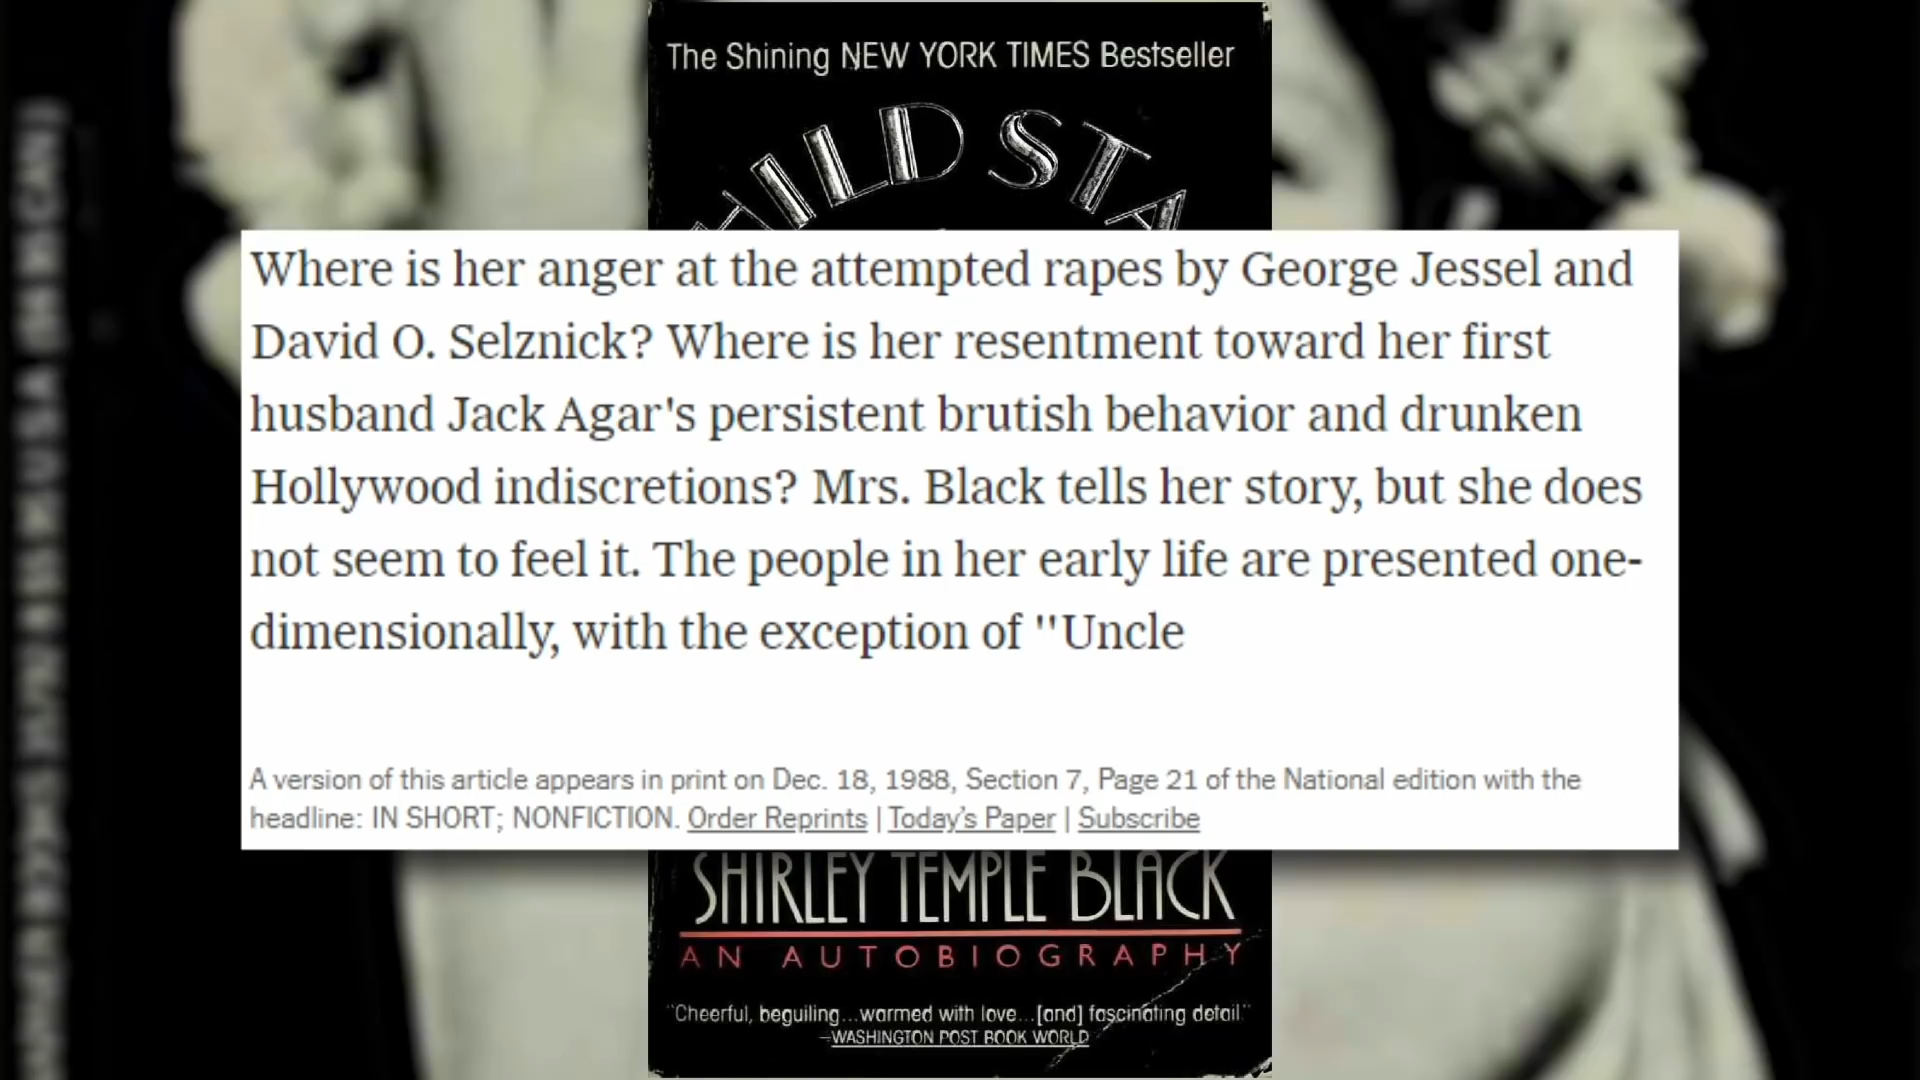 The Shining NEW YORK TIMES Bestseller
HILD STA
Where is her anger at the attempted rapes by George Jessel and
David O. Selznick? Where is her resentment toward her first
husband Jack Agar's persistent brutish behavior and drunken
Hollywood indiscretions? Mrs. Black tells her story, but she does
not seem to feel it. The people in her early life are presented one-
dimensionally, with the exception of "Uncle
A version of this article appears in print on Dec. 18, 1988, Section 7, Page 21 of the National edition with the
headline: IN SHORT; NONFICTION. Order Reprints | Today's Paper | Subscribe
SHIRLEY TEMPLE BLACK
AN AUTOBIOGRAPHY
"Cheerful, beguiling...warmed with love...[and] fascinating detail."
—WASHINGTON POST BOOK WORLD